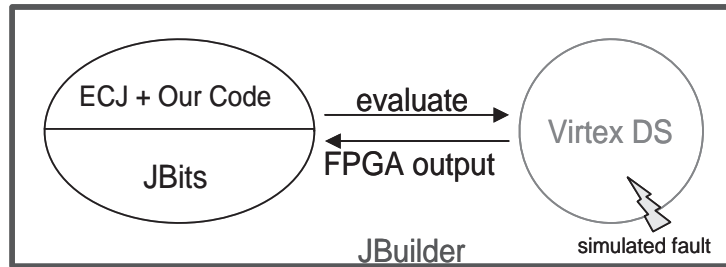 ECJ + Our Code
JBits
evaluate
FPGA output
Virtex DS
simulated fault
JBuilder